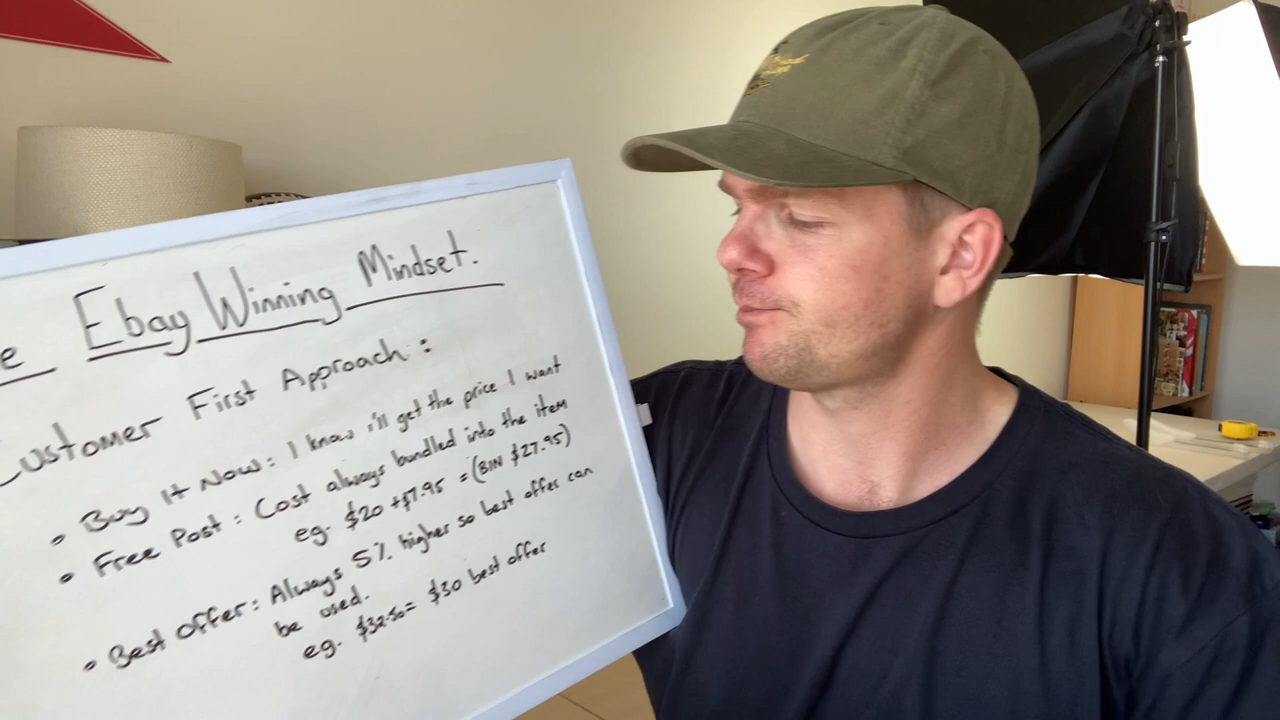 e Ebay Winning Mindset.
Customer First Approach :
• Buy It Now : I know I'll get the price I want
• Free Post : Cost always bundled into the item
eg. $20 + $7.95 = (BIN $27.95)
• Best Offer : Always 5% higher so best offer can
be used.
eg. $32.50 = $30 best offer